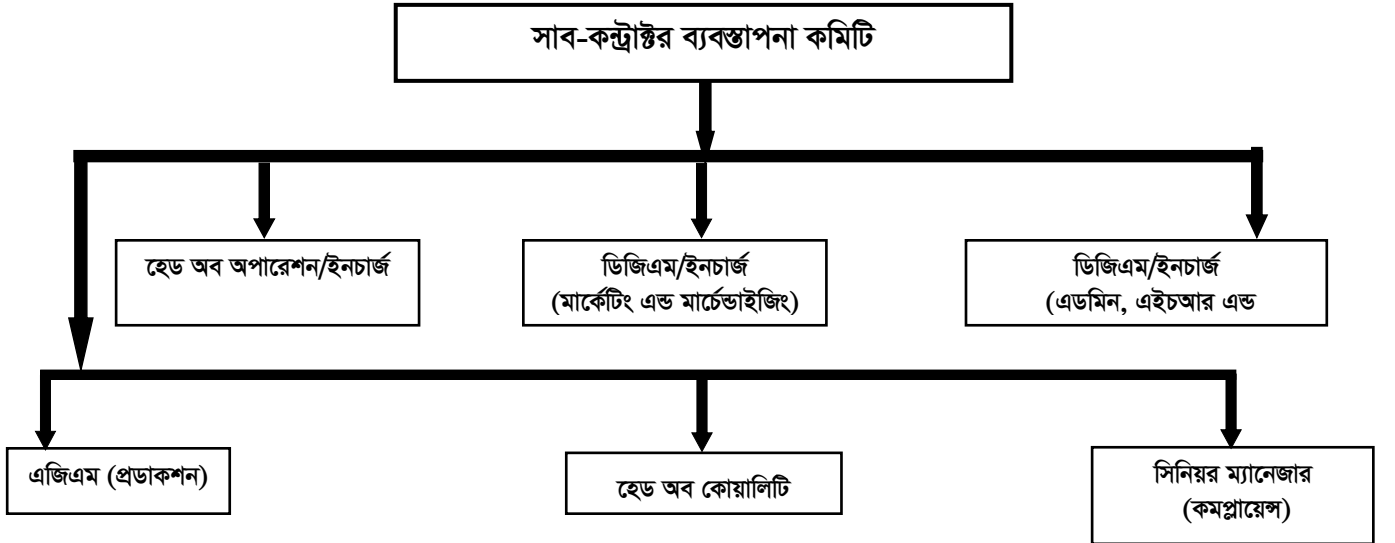 সাব-কন্ট্রাক্টর ব্যবস্তাপনা কমিটি
হেড অব অপারেশন/ইনচার্জ
ডিজিএম/ইনচার্জ
(মার্কেটিং এন্ড মার্চেন্ডাইজিং)
ডিজিএম/ইনচার্জ
(এডমিন, এইচআর এন্ড
এজিএম (প্রডাকশন)
হেড অব কোয়ালিটি
সিনিয়র ম্যানেজার
(কমপ্লায়েন্স)